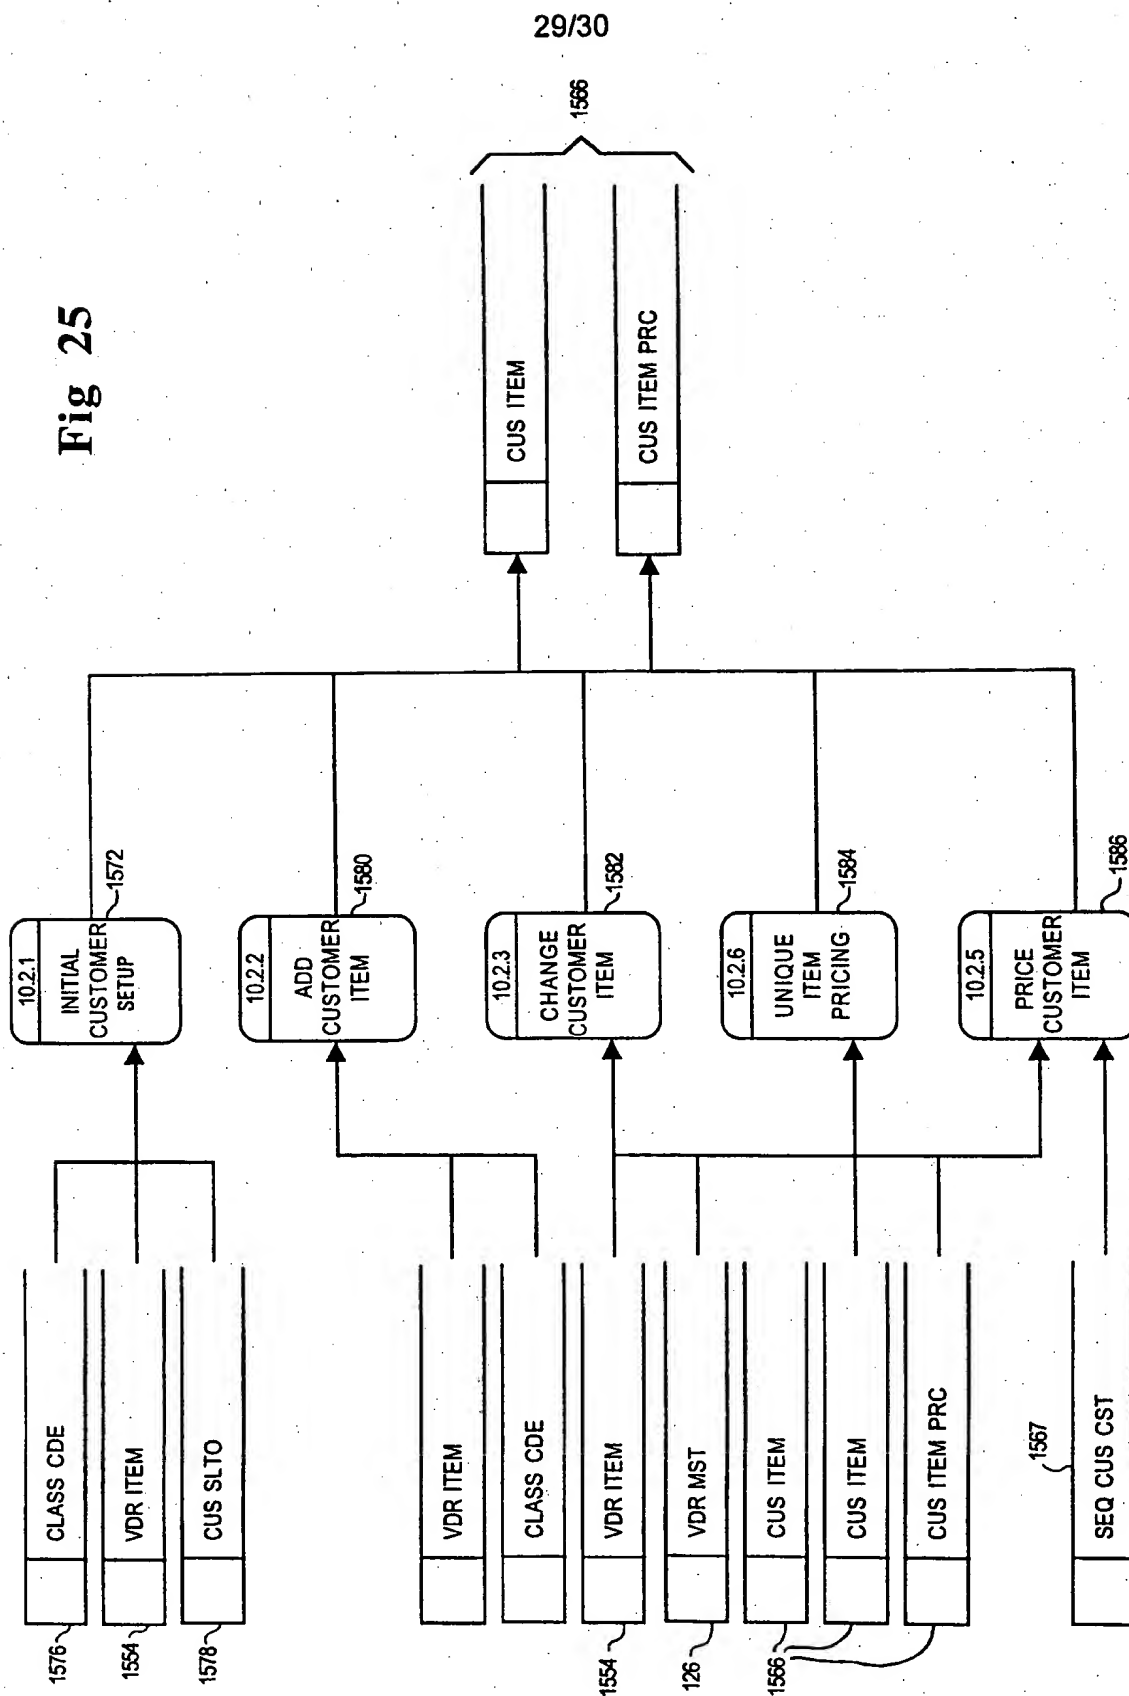 29/30
Fig 25
1576
CLASS CDE
1554
VDR ITEM
1578
CUS SLTO
VDR ITEM
CLASS CDE
1554
VDR ITEM
126
VDR MST
1566
CUS ITEM
CUS ITEM
CUS ITEM PRC
1567
SEQ CUS CST
10.2.1
INITIAL
CUSTOMER
SETUP
1572
10.2.2
ADD
CUSTOMER
ITEM
1580
10.2.3
CHANGE
CUSTOMER
ITEM
1582
10.2.6
UNIQUE
ITEM
PRICING
1584
10.2.5
PRICE
CUSTOMER
ITEM
1586
CUS ITEM
CUS ITEM PRC
1566